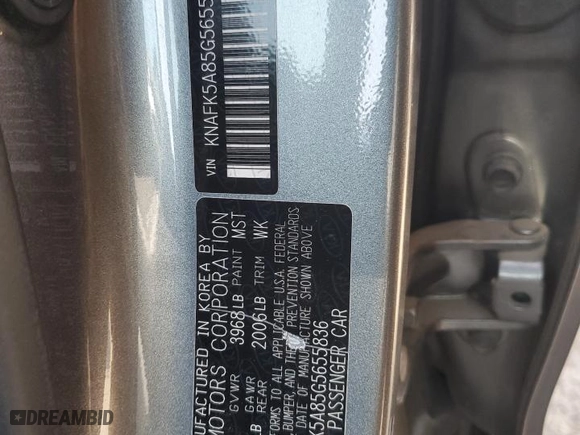 VIN KNAFK5A85G5655
UFACTURED IN KOREA BY
MOTORS CORPORATION
GVWR 3968LB PAINT MST
LB GAWR REAR 2006LB TRIM WK
FORMS TO ALL APPLICABLE U.S.A. FEDERAL
BUMPER, AND THEFT PREVENTION STANDARDS
DATE OF MANUFACTURE SHOWN ABOVE
K5A85G5655836
PASSENGER CAR
DREAMBID